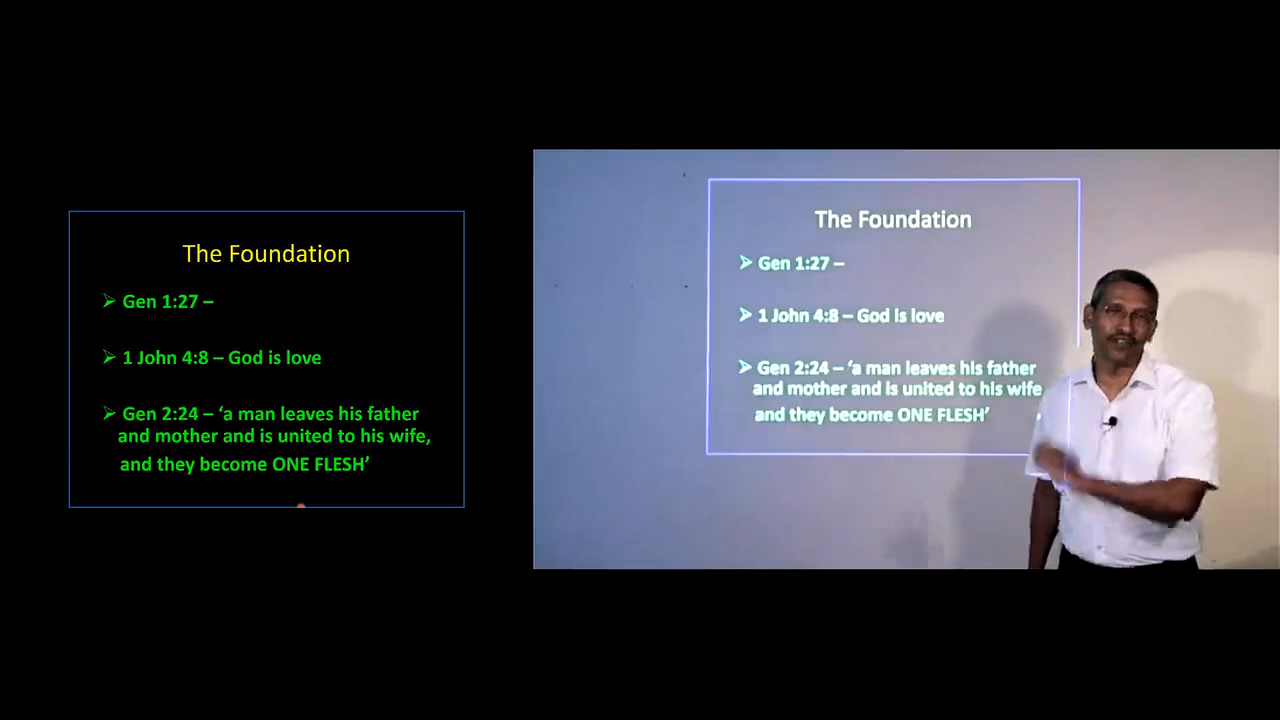 The Foundation
➢ Gen 1:27 –
➢ 1 John 4:8 – God is love
➢ Gen 2:24 – ‘a man leaves his father
and mother and is united to his wife,
and they become ONE FLESH’
The Foundation
➢ Gen 1:27 –
➢ 1 John 4:8 – God is love
➢ Gen 2:24 – ‘a man leaves his father
and mother and is united to his wife
and they become ONE FLESH’